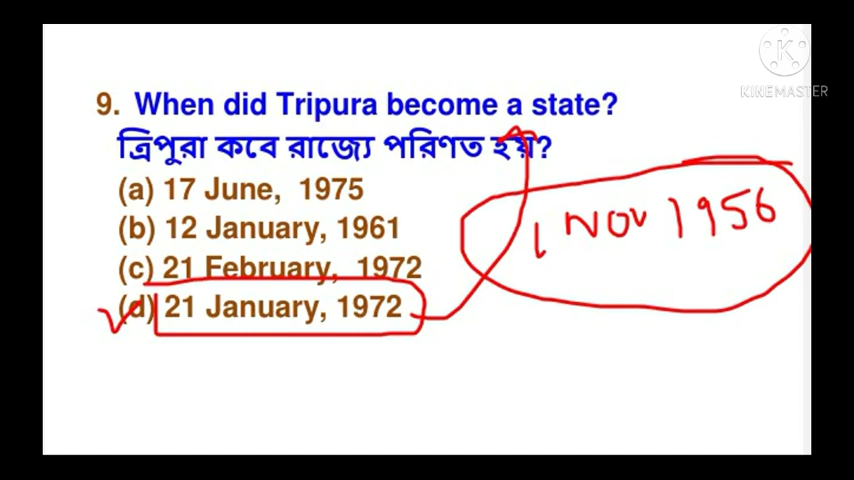 K
KINEMASTER
9. When did Tripura become a state?
ত্রিপুরা কবে রাজ্যে পরিণত হয়?
(a) 17 June, 1975
(b) 12 January, 1961
(c) 21 February, 1972
(d) 21 January, 1972
1 NOV 1956